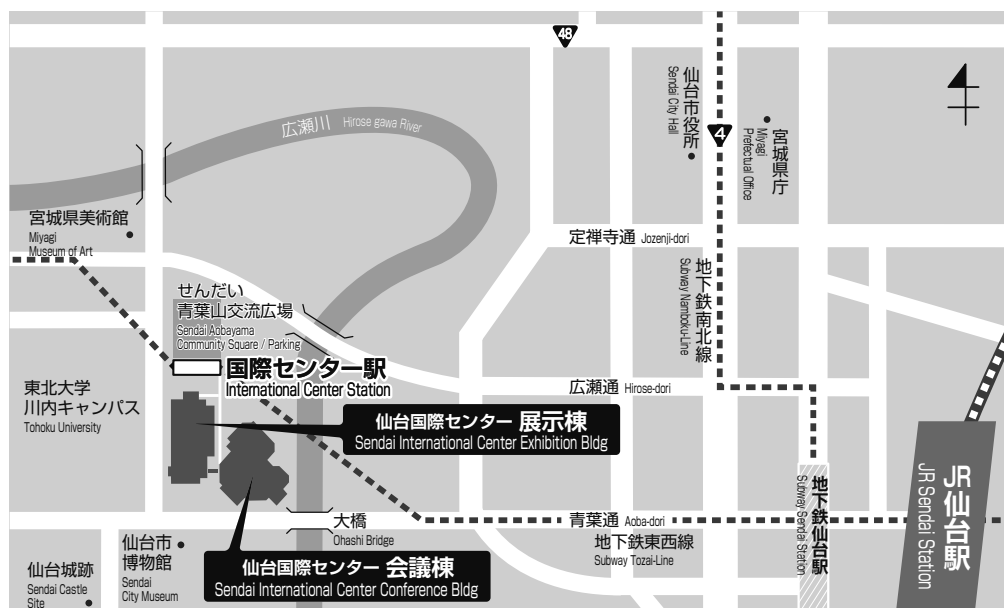 48
仙台市役所
Sendai City Hall
4
宮城県庁
Miyagi
Prefectual Office
広瀬川 Hirose gawa River
宮城県美術館
Miyagi
Museum of Art
定禅寺通 Jozenji-dori
地下鉄南北線
Subway Namboku-Line
せんだい
青葉山交流広場
Sendai Aobayama
Community Square / Parking
国際センター駅
International Center Station
広瀬通 Hirose-dori
東北大学
川内キャンパス
Tohoku University
仙台国際センター 展示棟
Sendai International Center Exhibition Bldg
JR仙台駅
JR Sendai Station
地下鉄仙台駅
Subway Sendai Station
大橋
Ohashi Bridge
青葉通 Aoba-dori
地下鉄東西線
Subway Tozai-Line
仙台市
博物館
Sendai
City Museum
仙台国際センター 会議棟
Sendai International Center Conference Bldg
仙台城跡
Sendai Castle
Site